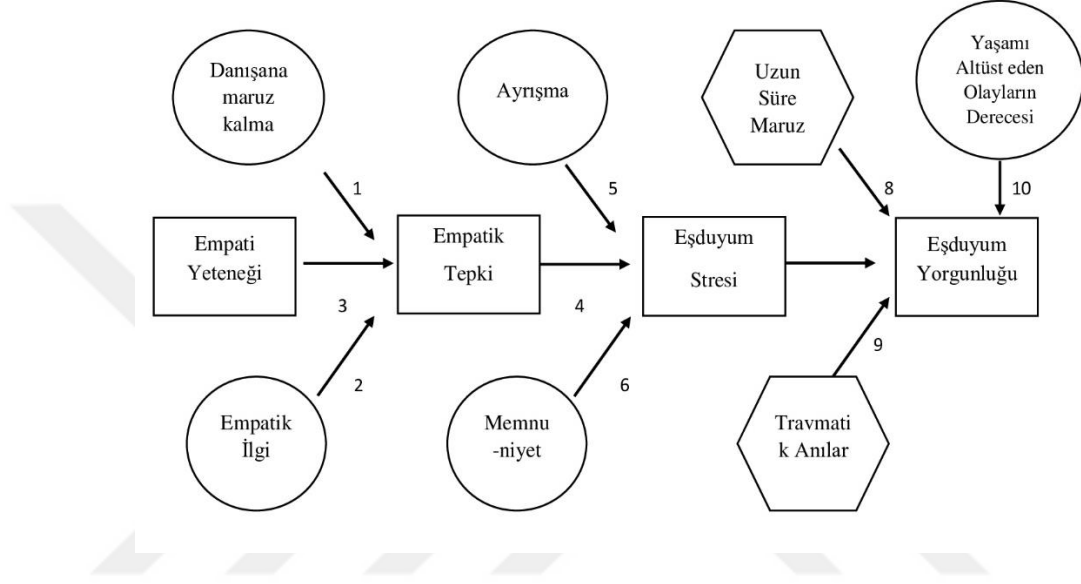 Danışana
maruz
kalma
Ayrışma
Uzun
Süre
Maruz
Yaşamı
Altüst eden
Olayların
Derecesi
1
5
8
10
Empati
Yeteneği
Empatik
Tepki
Eşduyum
Stresi
Eşduyum
Yorgunluğu
3
4
2
6
9
Empatik
İlgi
Memnu
-niyet
Travmati
k Anılar